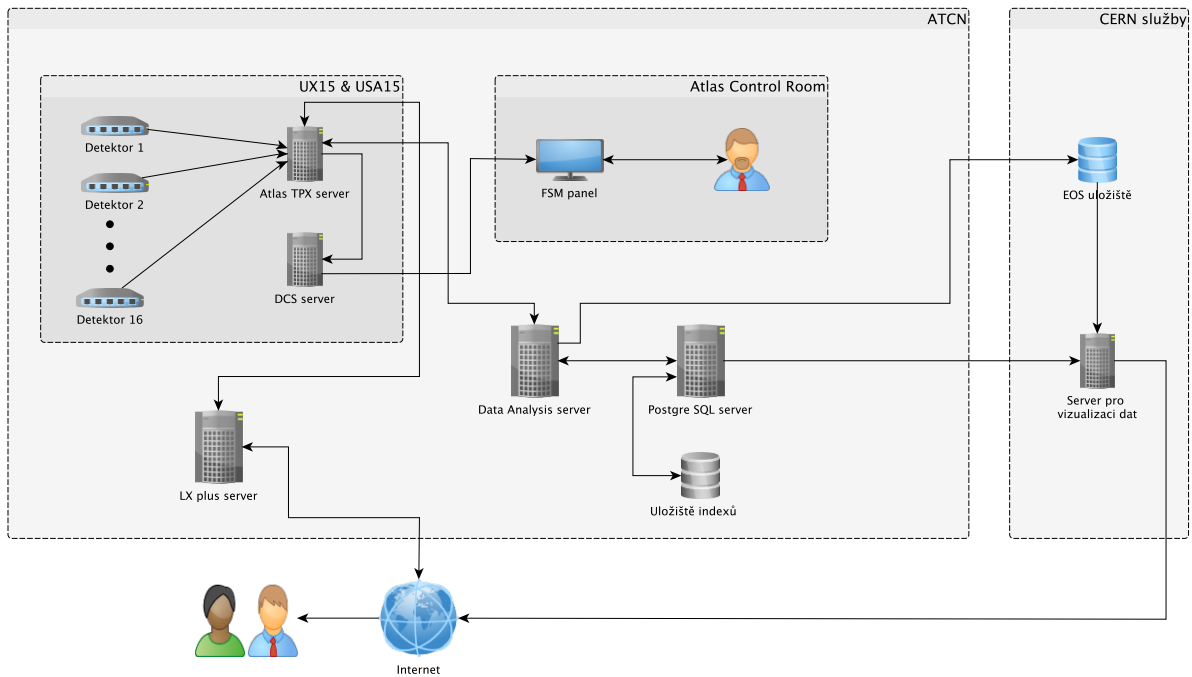 ATCN
CERN služby
UX15 & USA15
Atlas Control Room
Detektor 1
Atlas TPX server
FSM panel
EOS uložiště
Detektor 2
DCS server
Detektor 16
Data Analysis server
Postgre SQL server
Server pro
vizualizaci dat
LX plus server
Uložiště indexů
Internet